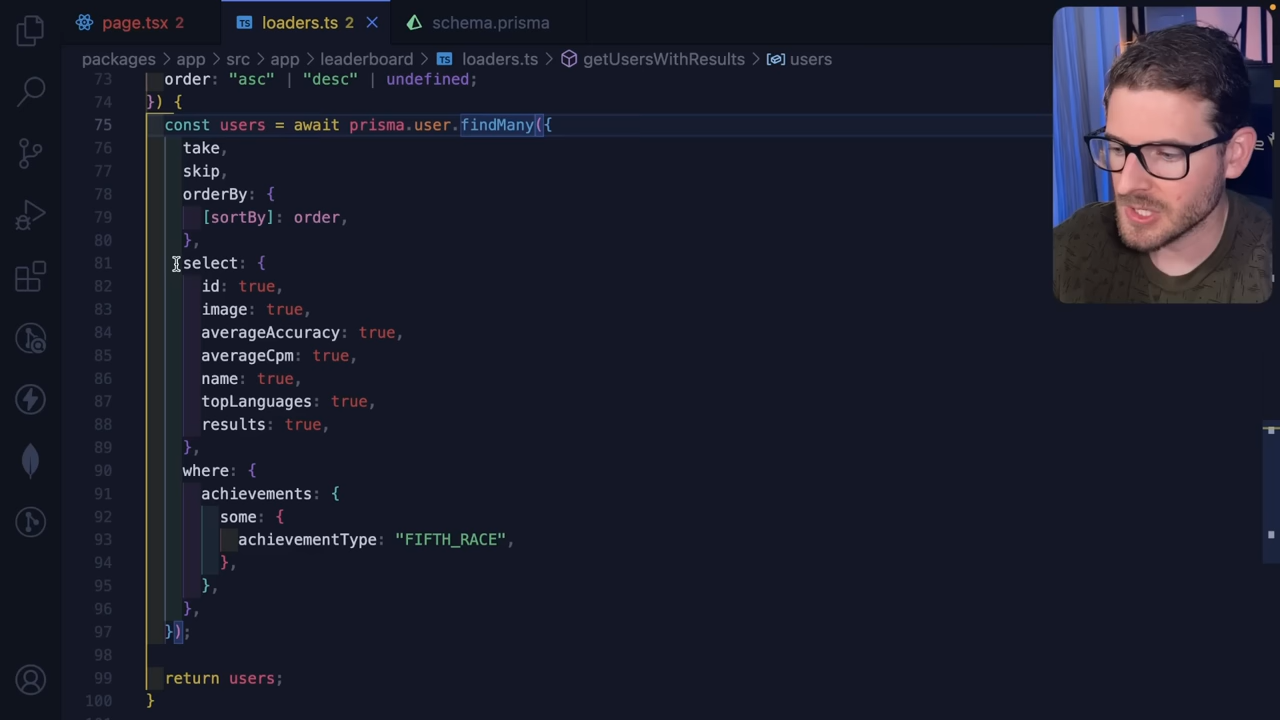 page.tsx 2
TS loaders.ts 2
schema.prisma
packages > app > src > app > leaderboard > TS loaders.ts > getUsersWithResults > users
73 order: "asc" | "desc" | undefined;
74 }) {
75 const users = await prisma.user.findMany({
76 take,
77 skip,
78 orderBy: {
79 [sortBy]: order,
80 },
81 select: {
82 id: true,
83 image: true,
84 averageAccuracy: true,
85 averageCpm: true,
86 name: true,
87 topLanguages: true,
88 results: true,
89 },
90 where: {
91 achievements: {
92 some: {
93 achievementType: "FIFTH_RACE",
94 },
95 },
96 },
97 });
98
99 return users;
100 }